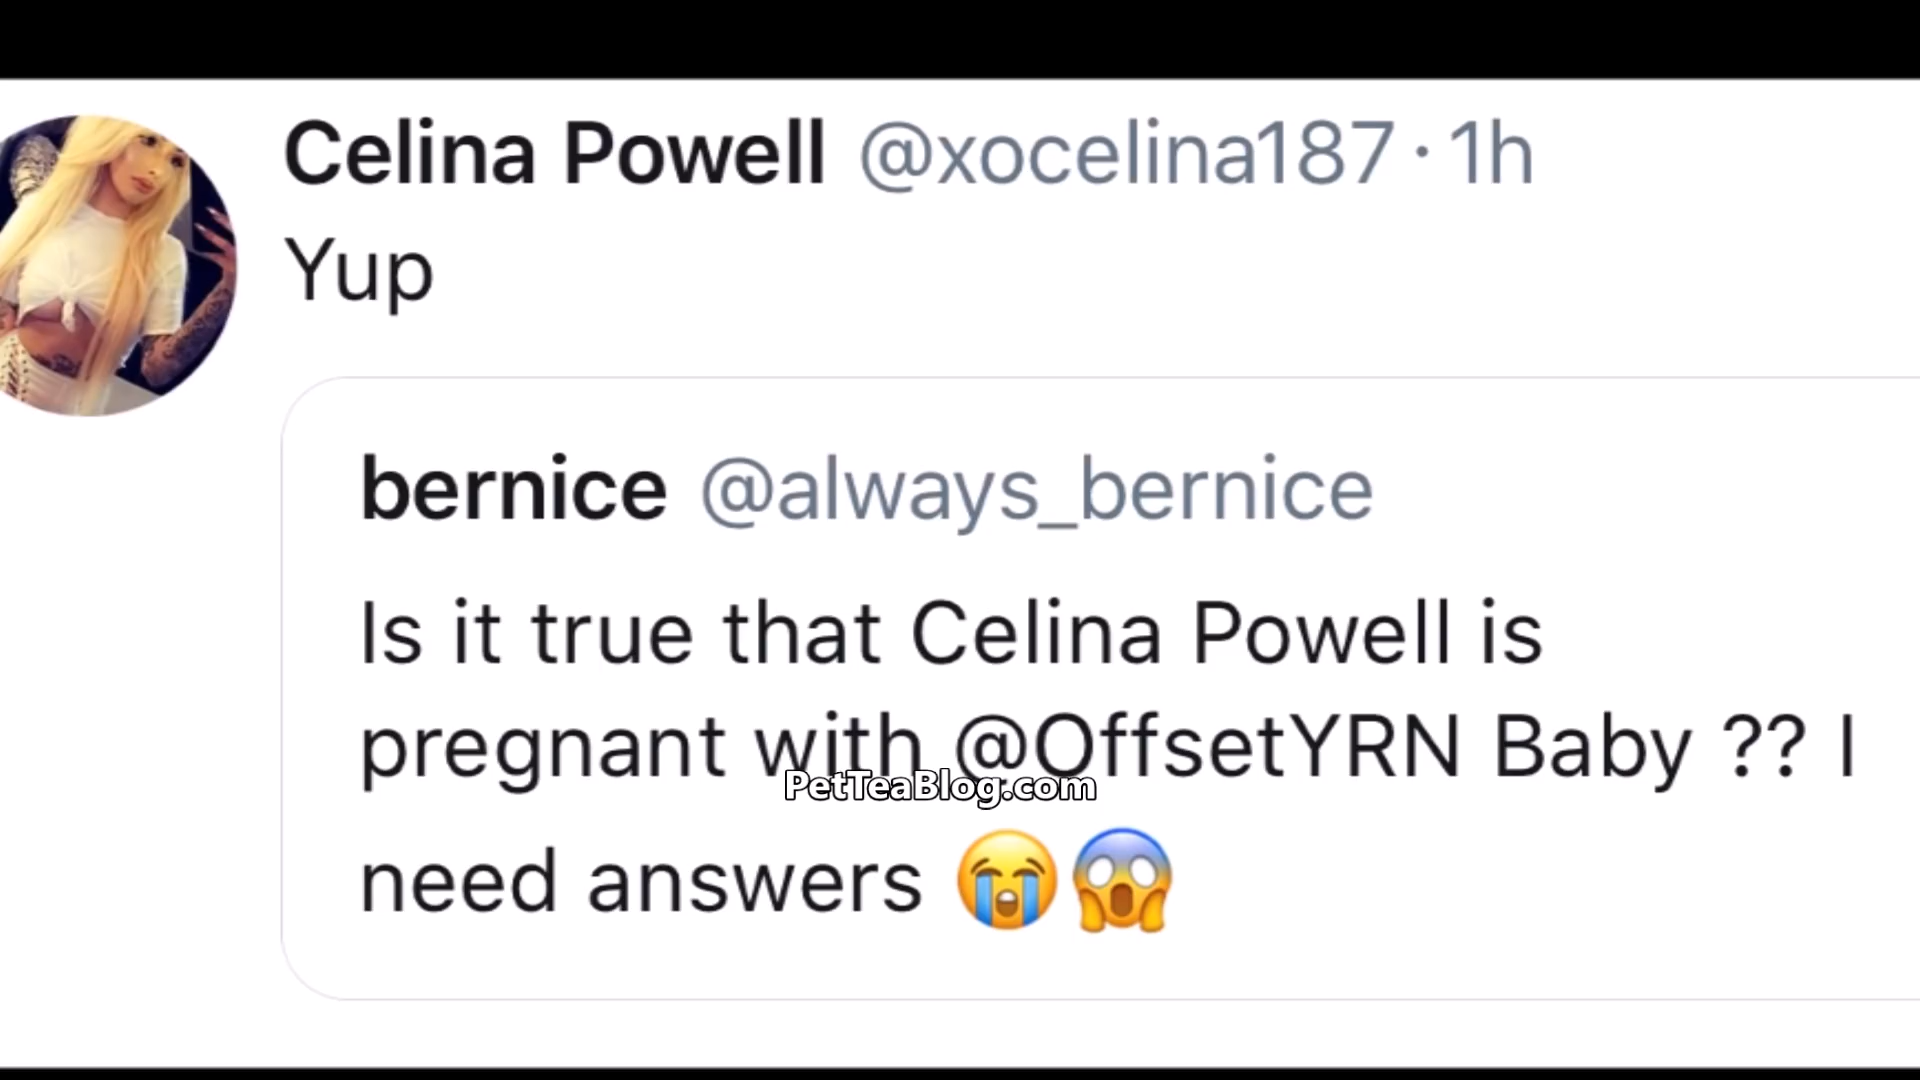 Celina Powell @xocelina187 · 1h
Yup
bernice @always_bernice
Is it true that Celina Powell is
pregnant with @OffsetYRN Baby ?? I
PetTeaBlog.com
need answers 😭😱